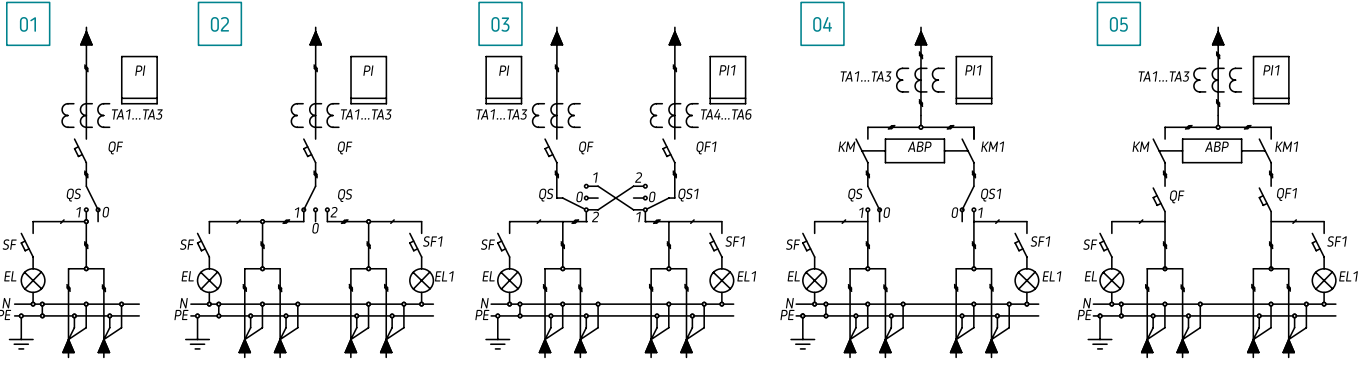 01
PI
TA1...TA3
QF
QS
1 0
SF
EL
N
PE
02
PI
TA1...TA3
QF
QS
1 2
0
SF SF1
EL EL1
03
PI PI1
TA1...TA3 TA4...TA6
QF QF1
1 2
QS 0 0 QS1
2 1
SF SF1
EL EL1
N
PE
04
TA1...TA3 PI1
KM АВР KM1
QS QS1
1 0 0 1
SF SF1
EL EL1
N
PE
05
TA1...TA3 PI1
KM АВР KM1
QF QF1
SF SF1
EL EL1
N
PE
N
PE